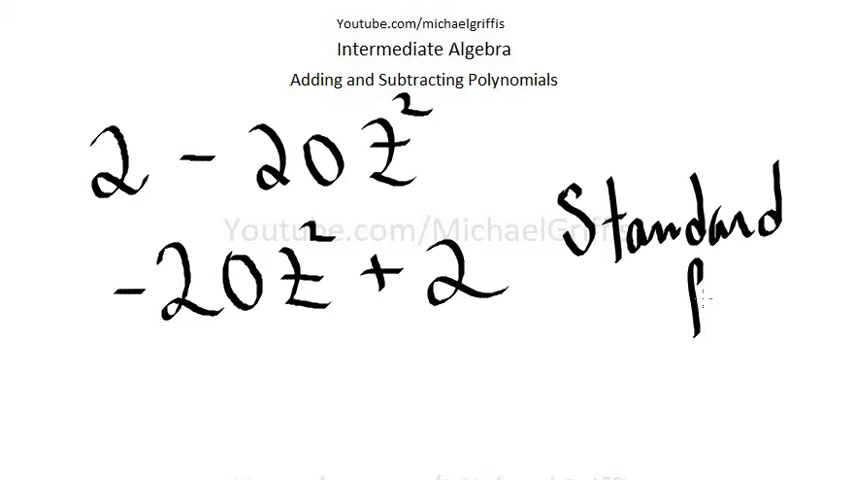 Youtube.com/michaelgriffis
Intermediate Algebra
Adding and Subtracting Polynomials
2 - 20z²
Youtube.com/MichaelGriffis
Standard
-20z² + 2